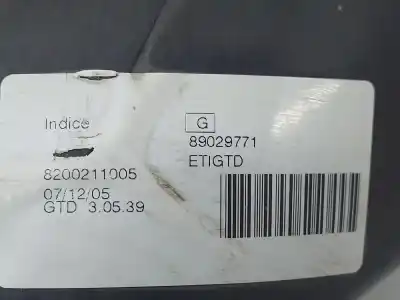 Indice
G
89029771
ETIGTD
8200211005
07/12/05
GTD 3.05.39